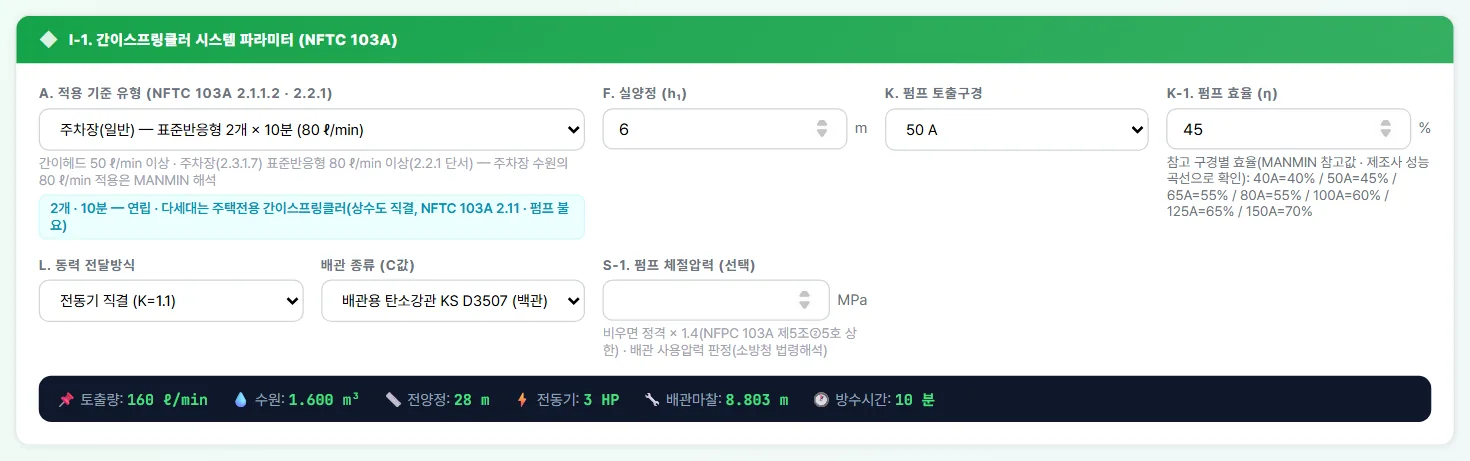 I-1. 간이스프링클러 시스템 파라미터 (NFTC 103A)
A. 적용 기준 유형 (NFTC 103A 2.1.1.2 · 2.2.1)
주차장(일반) — 표준반응형 2개 × 10분 (80 ℓ/min)
간이헤드 50 ℓ/min 이상 · 주차장(2.3.1.7) 표준반응형 80 ℓ/min 이상(2.2.1 단서) — 주차장 수원의
80 ℓ/min 적용은 MANMIN 해석
2개 · 10분 — 연립 · 다세대는 주택전용 간이스프링클러(상수도 직결, NFTC 103A 2.11 · 펌프 불
요)
F. 실양정 (h₁)
6
m
K. 펌프 토출구경
50 A
K-1. 펌프 효율 (η)
45
%
참고 구경별 효율(MANMIN 참고값 · 제조사 성능
곡선으로 확인): 40A=40% / 50A=45% /
65A=55% / 80A=55% / 100A=60% /
125A=65% / 150A=70%
L. 동력 전달방식
전동기 직결 (K=1.1)
배관 종류 (C값)
배관용 탄소강관 KS D3507 (백관)
S-1. 펌프 체절압력 (선택)
MPa
비우면 정격 × 1.4(NFPC 103A 제5조②5호 상
한) · 배관 사용압력 판정(소방청 법령해석)
토출량: 160 ℓ/min
수원: 1.600 m³
전양정: 28 m
전동기: 3 HP
배관마찰: 8.803 m
방수시간: 10 분